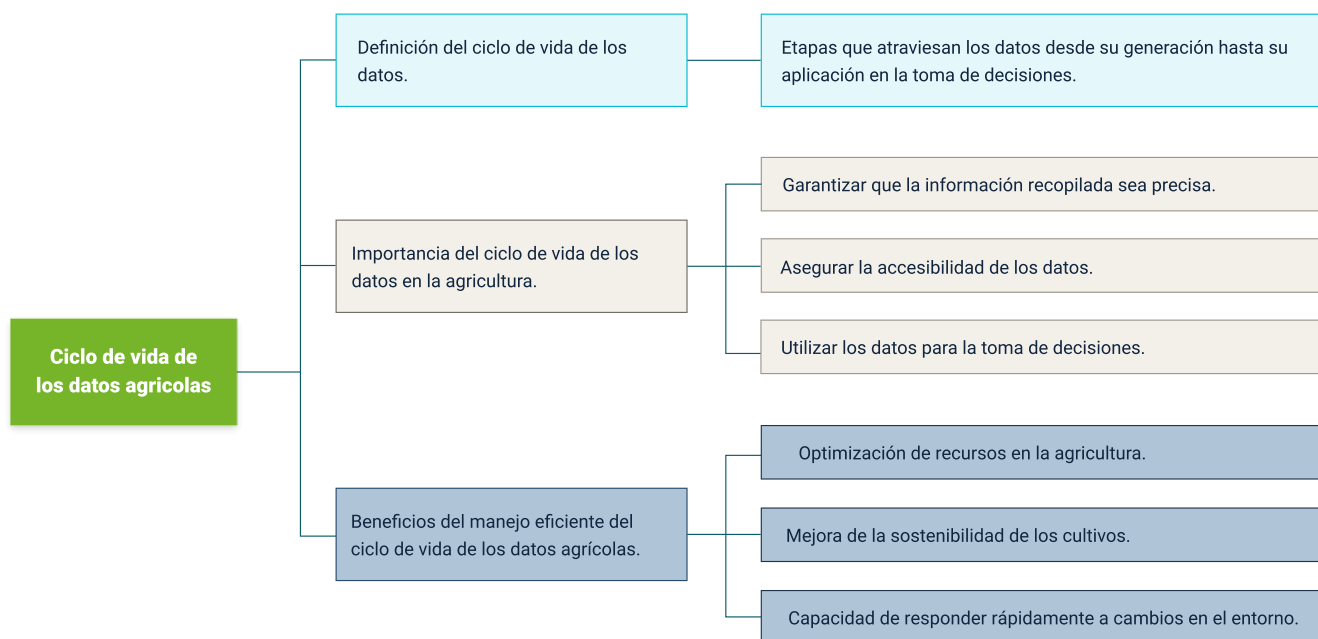 Definición del ciclo de vida de los
datos.
Etapas que atraviesan los datos desde su generación hasta su
aplicación en la toma de decisiones.
Importancia del ciclo de vida de los
datos en la agricultura.
Garantizar que la información recopilada sea precisa.
Asegurar la accesibilidad de los datos.
Utilizar los datos para la toma de decisiones.
Ciclo de vida de
los datos agricolas
Beneficios del manejo eficiente del
ciclo de vida de los datos agrícolas.
Optimización de recursos en la agricultura.
Mejora de la sostenibilidad de los cultivos.
Capacidad de responder rápidamente a cambios en el entorno.